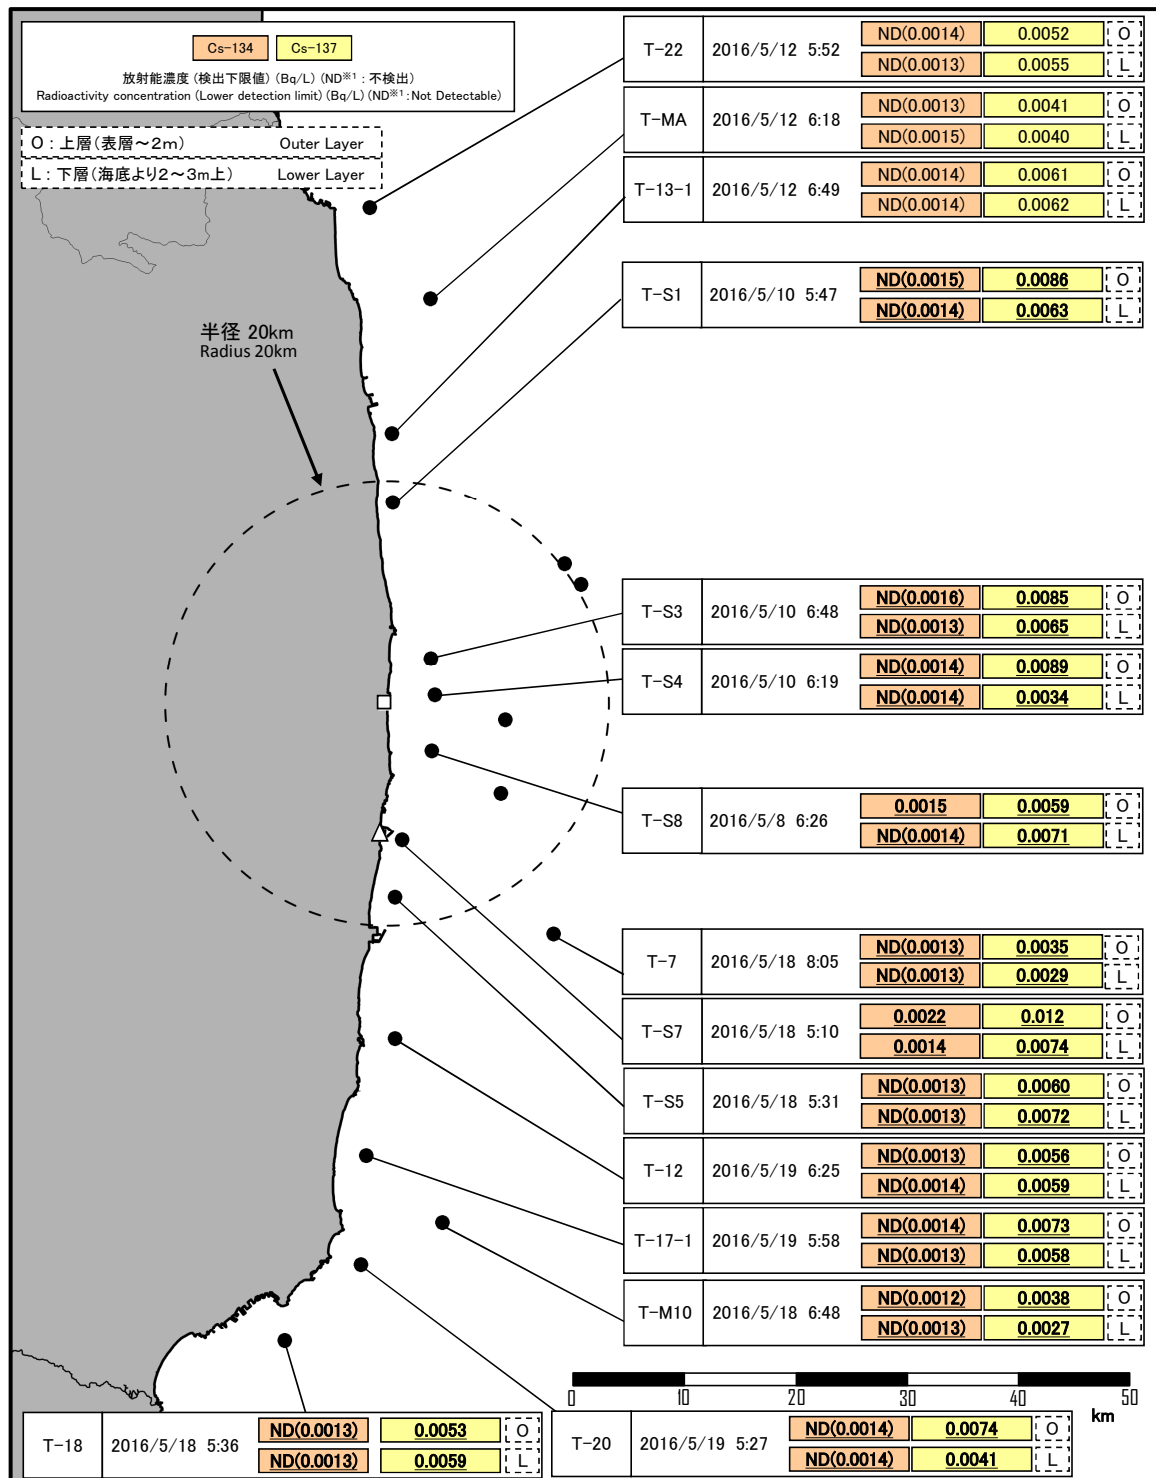 Cs-134 Cs-137
放射能濃度 (検出下限値) (Bq/L) (ND※1 : 不検出)
Radioactivity concentration (Lower detection limit) (Bq/L) (ND※1 : Not Detectable)
O : 上層(表層～2m) Outer Layer
L : 下層(海底より2～3m上) Lower Layer
T-22 2016/5/12 5:52 ND(0.0014) 0.0052 O
ND(0.0013) 0.0055 L
T-MA 2016/5/12 6:18 ND(0.0013) 0.0041 O
ND(0.0015) 0.0040 L
T-13-1 2016/5/12 6:49 ND(0.0014) 0.0061 O
ND(0.0014) 0.0062 L
T-S1 2016/5/10 5:47 ND(0.0015) 0.0086 O
ND(0.0014) 0.0063 L
半径 20km
Radius 20km
T-S3 2016/5/10 6:48 ND(0.0016) 0.0085 O
ND(0.0013) 0.0065 L
T-S4 2016/5/10 6:19 ND(0.0014) 0.0089 O
ND(0.0014) 0.0034 L
T-S8 2016/5/8 6:26 0.0015 0.0059 O
ND(0.0014) 0.0071 L
T-7 2016/5/18 8:05 ND(0.0013) 0.0035 O
ND(0.0013) 0.0029 L
T-S7 2016/5/18 5:10 0.0022 0.012 O
0.0014 0.0074 L
T-S5 2016/5/18 5:31 ND(0.0013) 0.0060 O
ND(0.0013) 0.0072 L
T-12 2016/5/19 6:25 ND(0.0013) 0.0056 O
ND(0.0014) 0.0059 L
T-17-1 2016/5/19 5:58 ND(0.0014) 0.0073 O
ND(0.0013) 0.0058 L
T-M10 2016/5/18 6:48 ND(0.0012) 0.0038 O
ND(0.0013) 0.0027 L
0 10 20 30 40 50
km
T-18 2016/5/18 5:36 ND(0.0013) 0.0053 O
ND(0.0013) 0.0059 L
T-20 2016/5/19 5:27 ND(0.0014) 0.0074 O
ND(0.0014) 0.0041 L